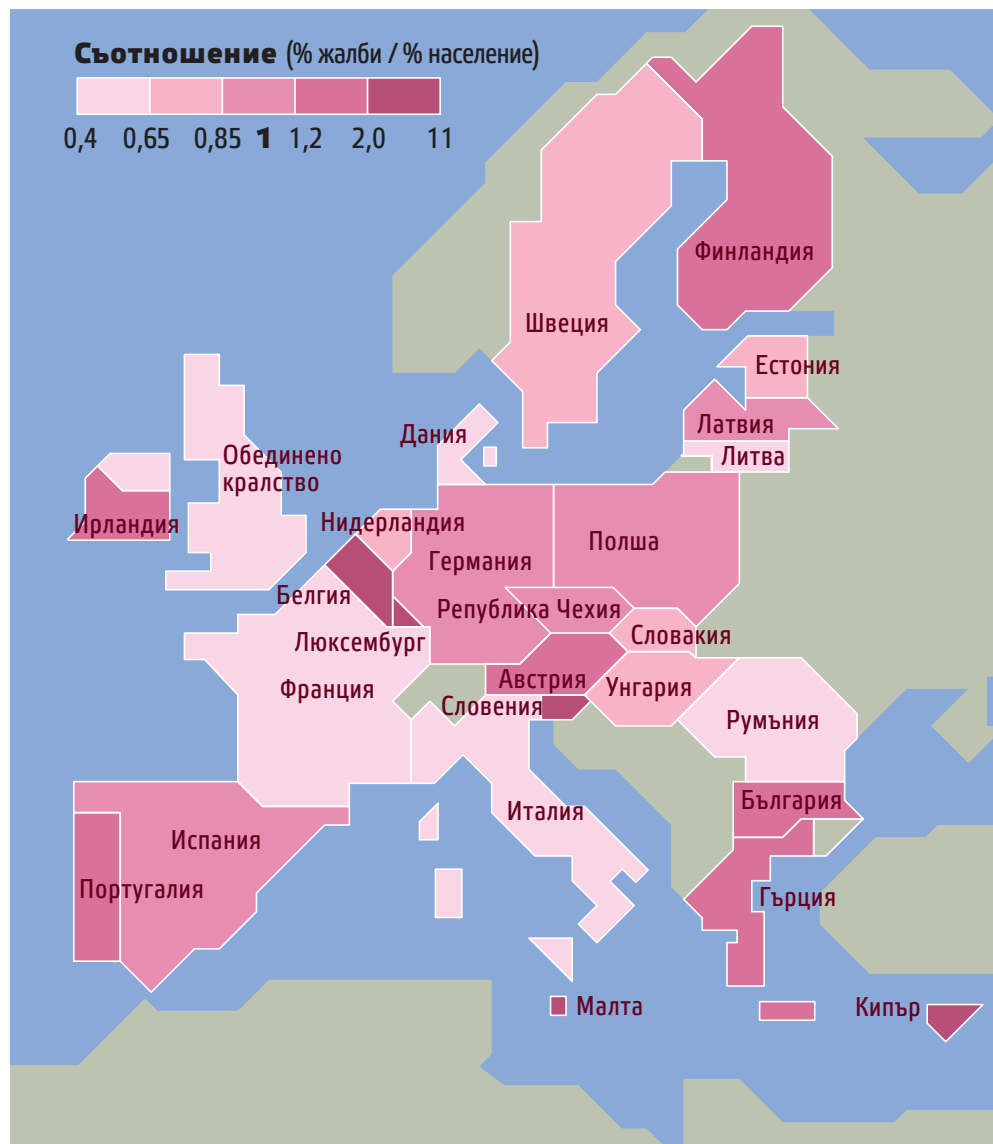 Съотношение (% жалби / % население)
0,4 0,65 0,85 1 1,2 2,0 11
Финландия
Швеция
Естония
Латвия
Дания
Литва
Обединено
кралство
Ирландия
Нидерландия
Полша
Германия
Белгия
Република Чехия
Словакия
Люксембург
Австрия
Франция
Унгария
Словения
Румъния
България
Италия
Испания
Португалия
Гърция
Малта
Кипър